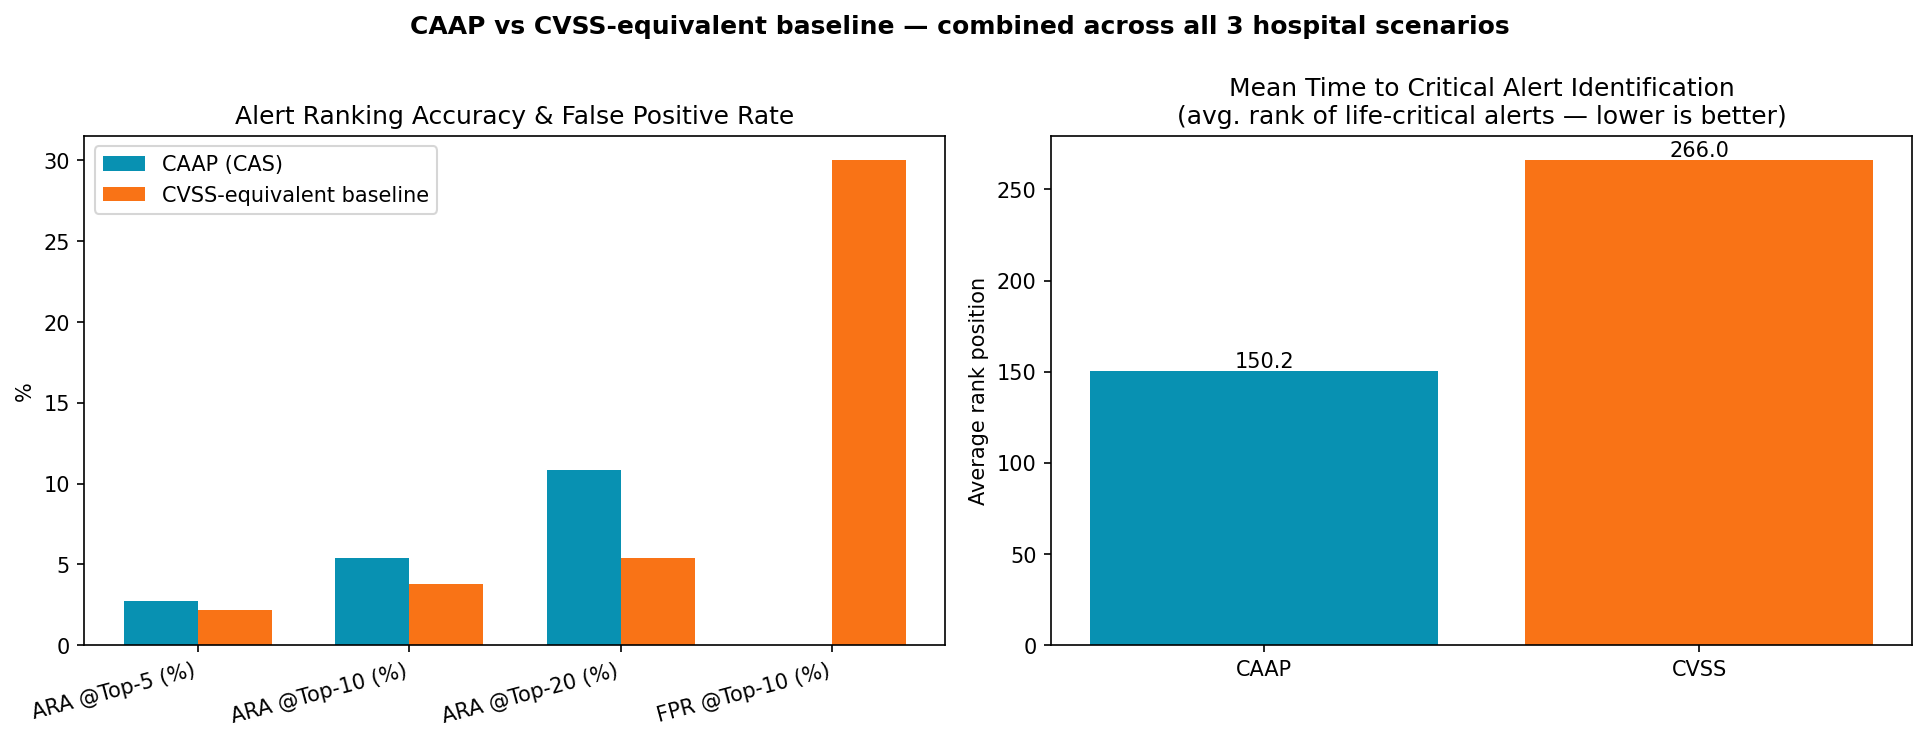 CAAP vs CVSS-equivalent baseline — combined across all 3 hospital scenarios
Alert Ranking Accuracy & False Positive Rate
CAAP (CAS)
CVSS-equivalent baseline
%
30
25
20
15
10
5
0
ARA @Top-5 (%)
ARA @Top-10 (%)
ARA @Top-20 (%)
FPR @Top-10 (%)
Mean Time to Critical Alert Identification
(avg. rank of life-critical alerts — lower is better)
Average rank position
250
200
150
100
50
0
150.2
266.0
CAAP
CVSS